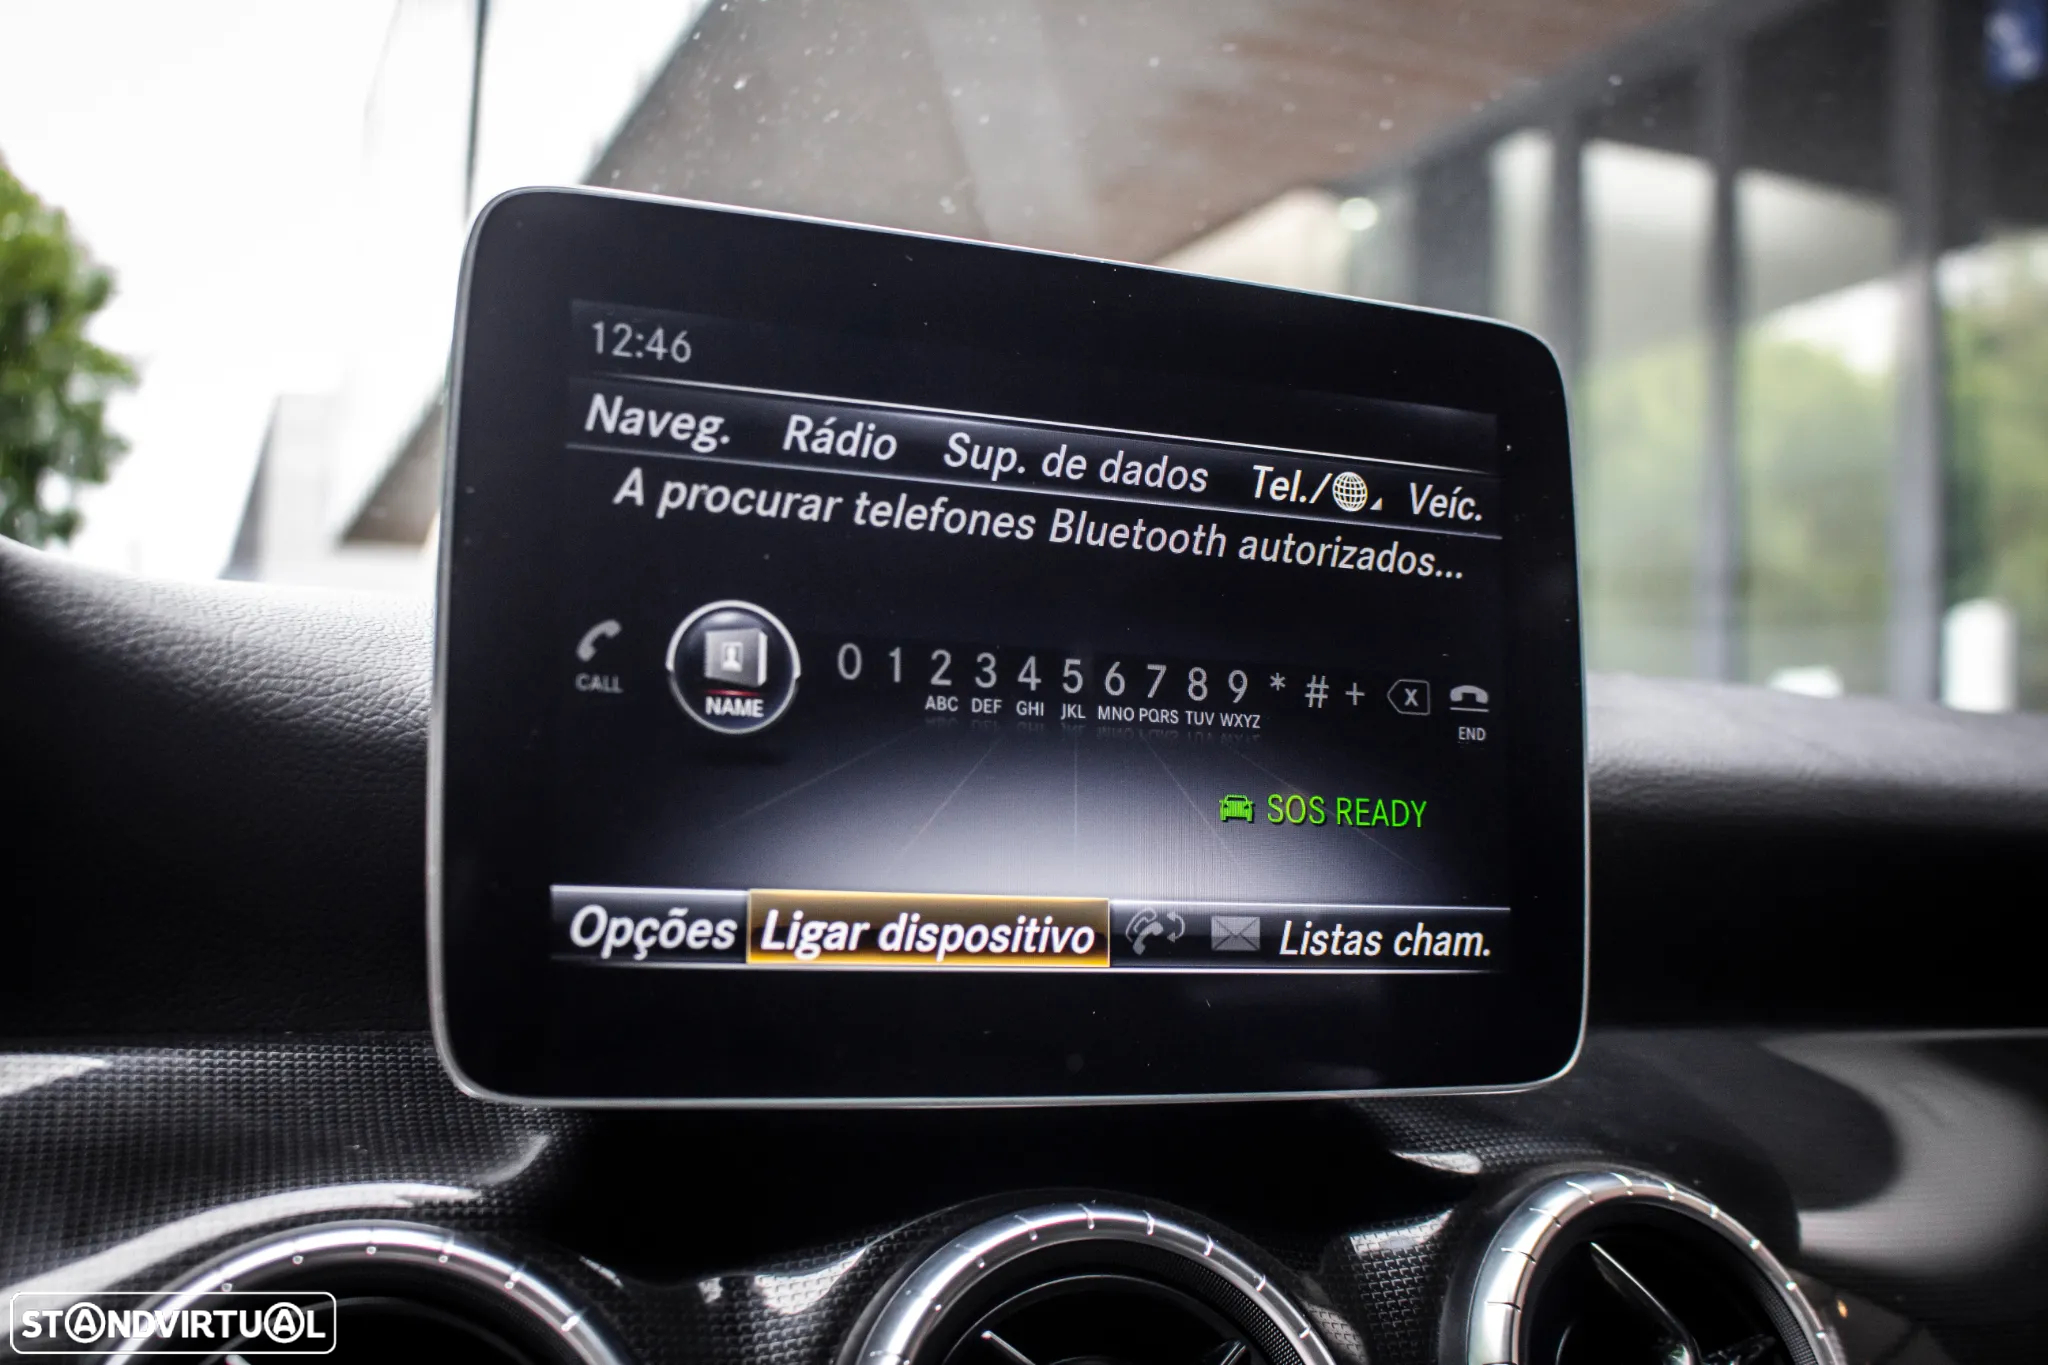 12:46
Naveg. Rádio Sup. de dados Tel./ Veíc.
A procurar telefones Bluetooth autorizados...
0 1 2 3 4 5 6 7 8 9 * # +
CALL NAME ABC DEF GHI JKL MNO PQRS TUV WXYZ X END
SOS READY
Opções Ligar dispositivo Listas cham.
STANDVIRTUAL